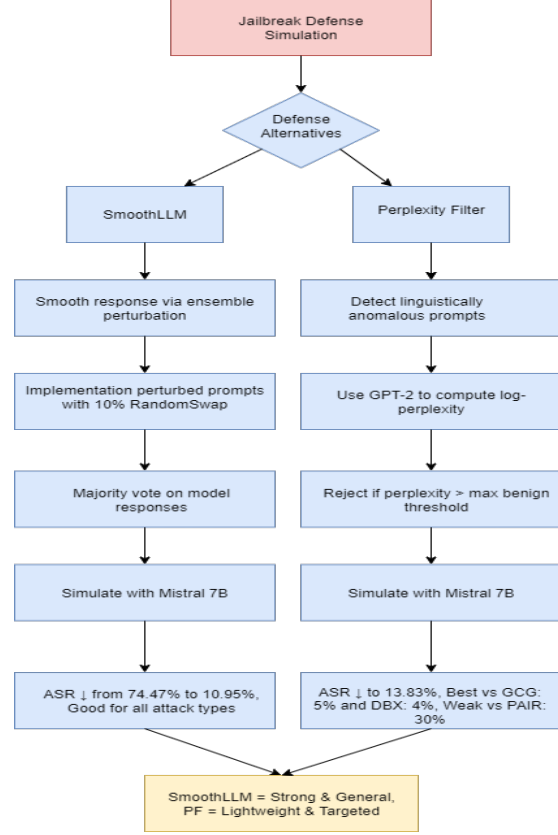 Jailbreak Defense
Simulation
Defense
Alternatives
SmoothLLM
Perplexity Filter
Smooth response via ensemble
perturbation
Detect linguistically
anomalous prompts
Implementation perturbed prompts
with 10% RandomSwap
Use GPT-2 to compute log-
perplexity
Majority vote on model
responses
Reject if perplexity > max benign
threshold
Simulate with Mistral 7B
Simulate with Mistral 7B
ASR ↓ from 74.47% to 10.95%,
Good for all attack types
ASR ↓ to 13.83%, Best vs GCG:
5% and DBX: 4%, Weak vs PAIR:
30%
SmoothLLM = Strong & General,
PF = Lightweight & Targeted